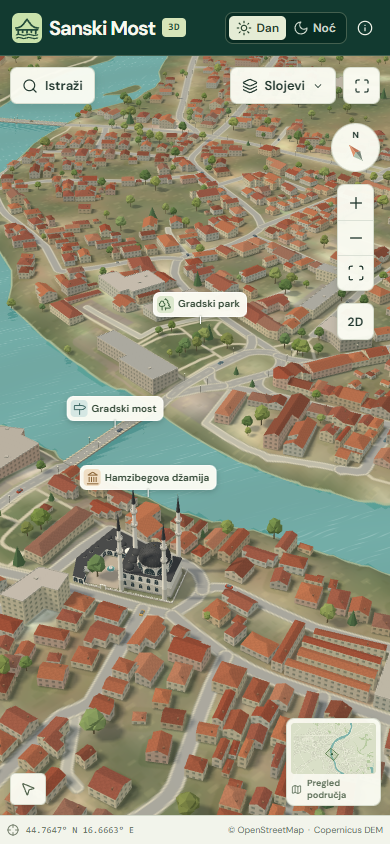 Sanski Most 3D
Dan
Noć
Istraži
Slojevi
N
Gradski park
2D
Gradski most
Hamzibegova džamija
Pregled
područja
44.7647° N 16.6663° E
© OpenStreetMap · Copernicus DEM